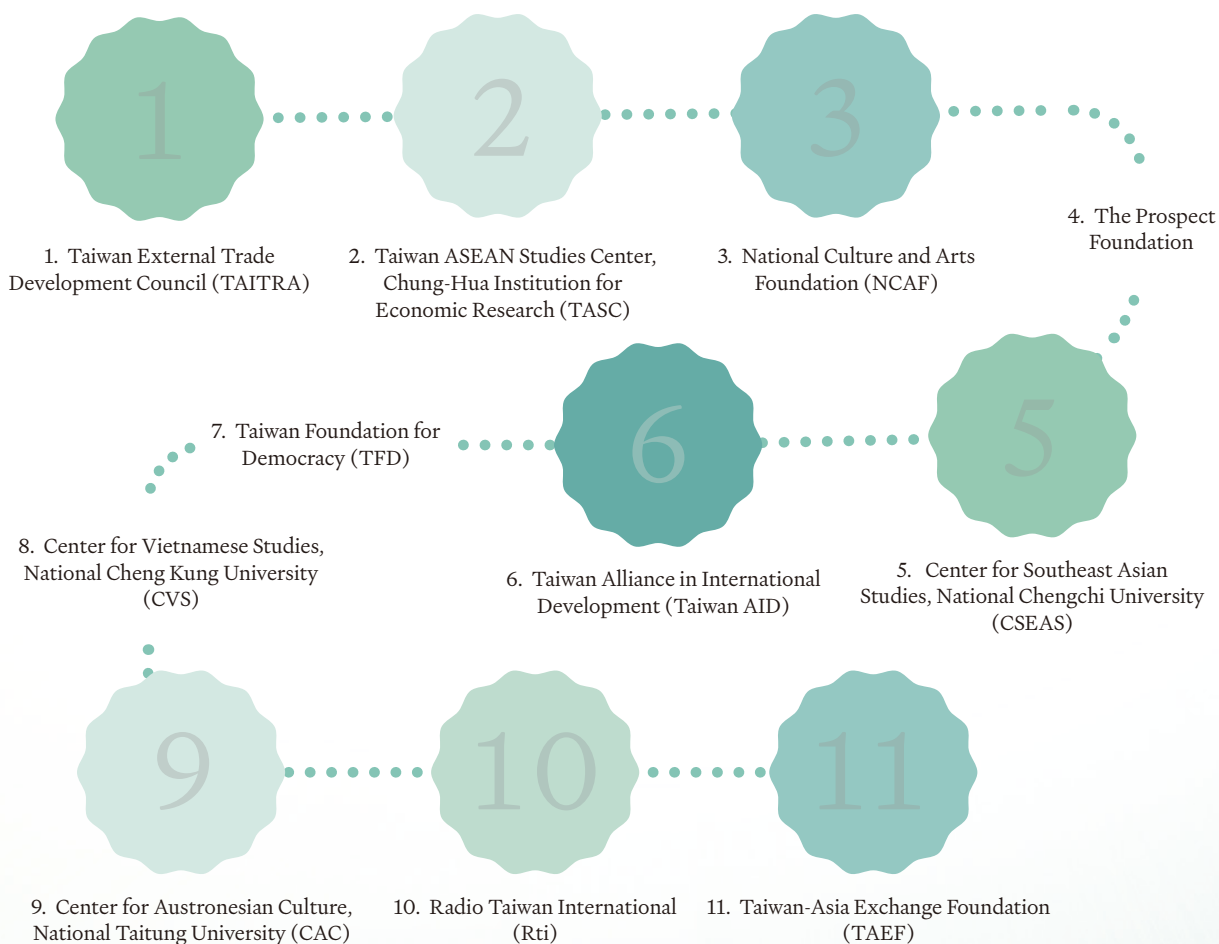 1
2
3
1. Taiwan External Trade
Development Council (TAITRA)
2. Taiwan ASEAN Studies Center,
Chung-Hua Institution for
Economic Research (TASC)
3. National Culture and Arts
Foundation (NCAF)
4. The Prospect
Foundation
5
5. Center for Southeast Asian
Studies, National Chengchi University
(CSEAS)
6
6. Taiwan Alliance in International
Development (Taiwan AID)
7. Taiwan Foundation for
Democracy (TFD)
8. Center for Vietnamese Studies,
National Cheng Kung University
(CVS)
9
10
11
9. Center for Austronesian Culture,
National Taitung University (CAC)
10. Radio Taiwan International
(Rti)
11. Taiwan-Asia Exchange Foundation
(TAEF)